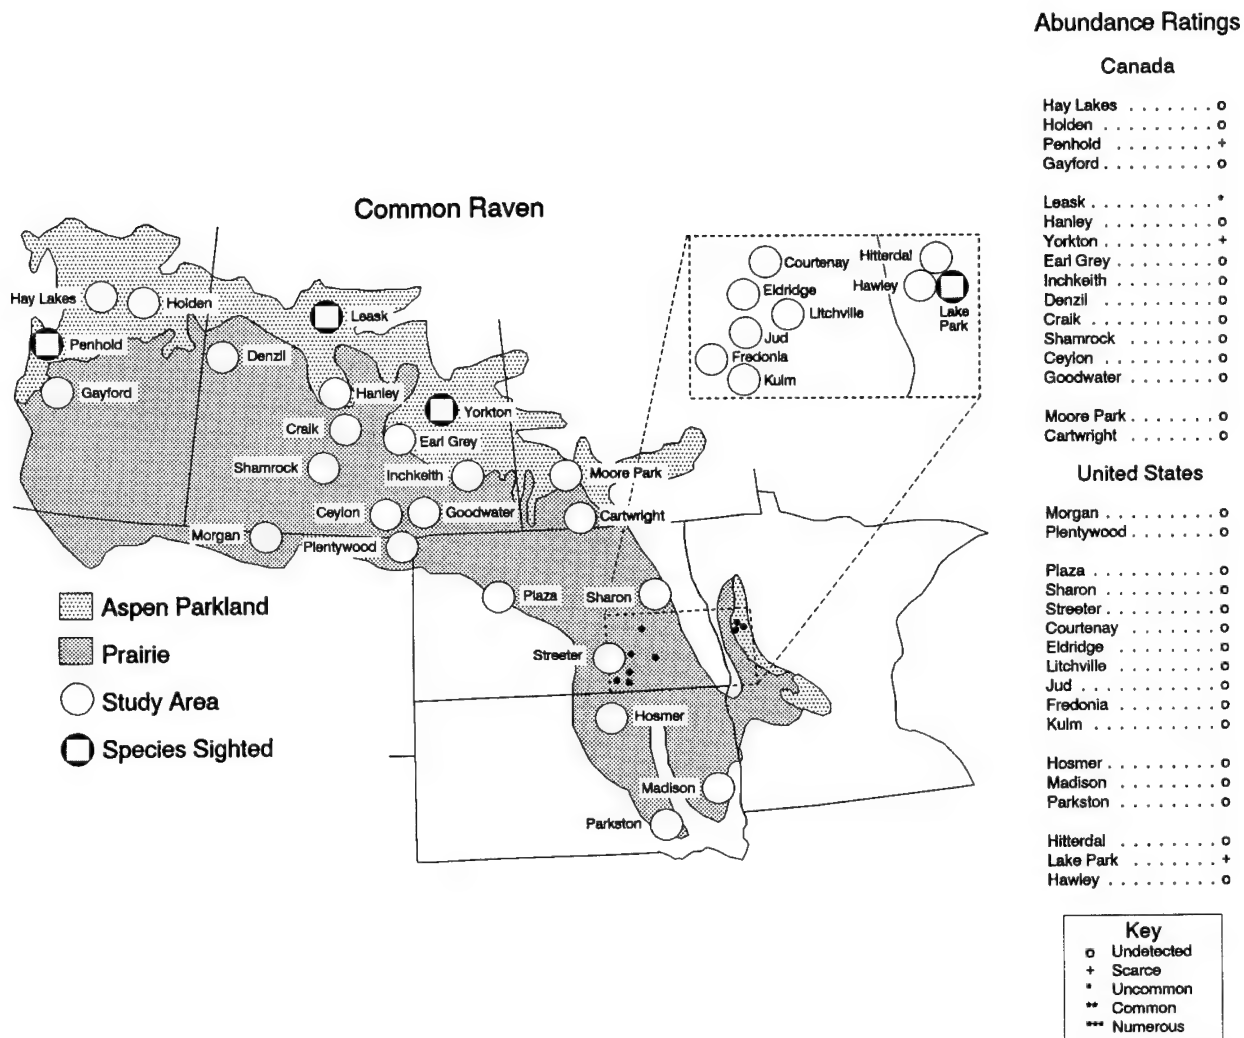 Common Raven
Hay Lakes
Holden
Penhold
Gayford
Leask
Denzil
Hanley
Yorkton
Craik
Earl Grey
Shamrock
Inchkeith
Moore Park
Ceylon
Goodwater
Cartwright
Morgan
Plentywood
Plaza
Sharon
Streeter
Hosmer
Madison
Parkston
Courtenay
Hitterdal
Eldridge
Hawley
Litchville
Lake
Park
Jud
Fredonia
Kulm
Aspen Parkland
Prairie
Study Area
Species Sighted
Abundance Ratings
Canada
Hay Lakes . . . . . . . o
Holden . . . . . . . . . o
Penhold . . . . . . . . +
Gayford . . . . . . . . . o
Leask . . . . . . . . . . *
Hanley . . . . . . . . . o
Yorkton . . . . . . . . . +
Earl Grey . . . . . . . . o
Inchkeith . . . . . . . . o
Denzil . . . . . . . . . o
Craik . . . . . . . . . . o
Shamrock . . . . . . . o
Ceylon . . . . . . . . . o
Goodwater . . . . . . . o
Moore Park . . . . . . . o
Cartwright . . . . . . . o
United States
Morgan . . . . . . . . . o
Plentywood . . . . . . . o
Plaza . . . . . . . . . . o
Sharon . . . . . . . . . o
Streeter . . . . . . . . . o
Courtenay . . . . . . . o
Eldridge . . . . . . . . o
Litchville . . . . . . . . o
Jud . . . . . . . . . . . o
Fredonia . . . . . . . . o
Kulm . . . . . . . . . . o
Hosmer . . . . . . . . . o
Madison . . . . . . . . o
Parkston . . . . . . . . o
Hitterdal . . . . . . . . o
Lake Park . . . . . . . +
Hawley . . . . . . . . . o
Key
o Undetected
+ Scarce
* Uncommon
** Common
*** Numerous